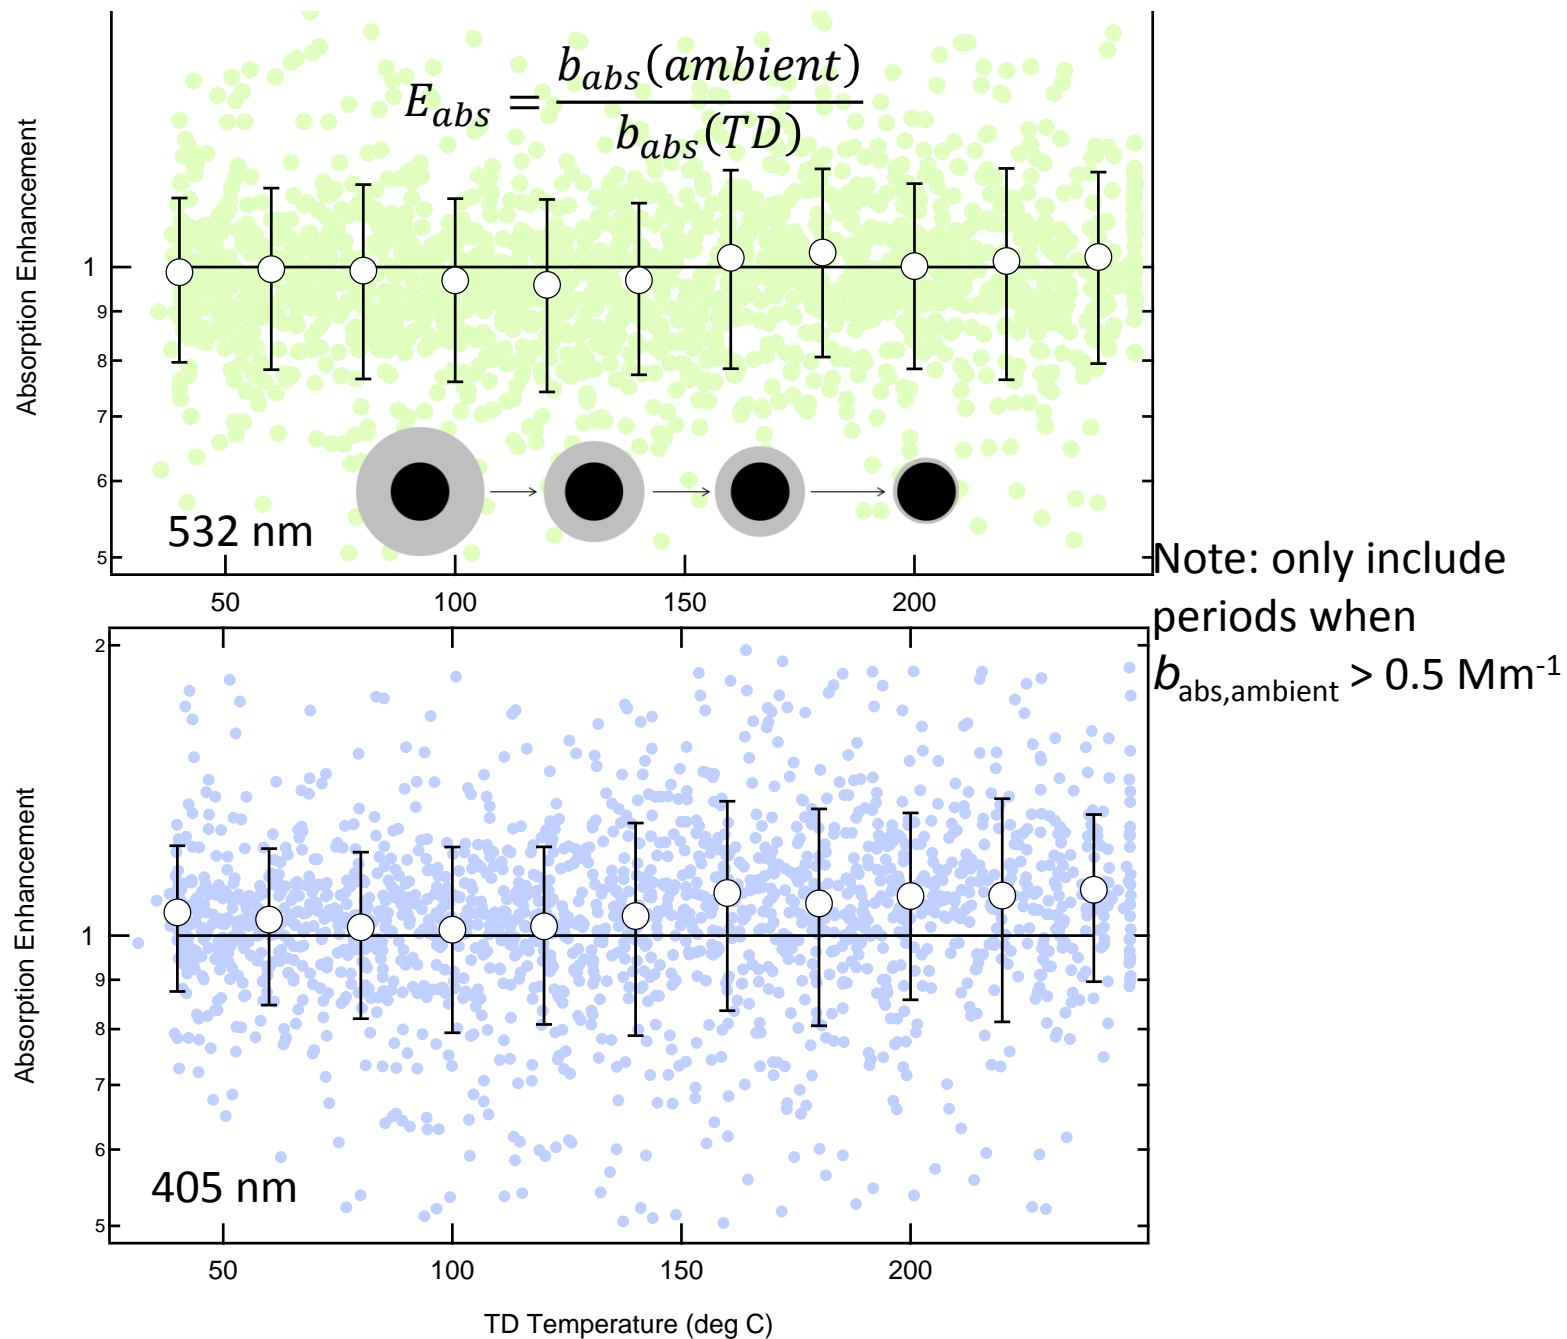 E_abs = b_abs(ambient) / b_abs(TD)
Absorption Enhancement
1
9
8
7
6
5
532 nm
50 100 150 200
Note: only include
periods when
b_abs,ambient > 0.5 Mm^-1
Absorption Enhancement
2
1
9
8
7
6
5
405 nm
50 100 150 200
TD Temperature (deg C)